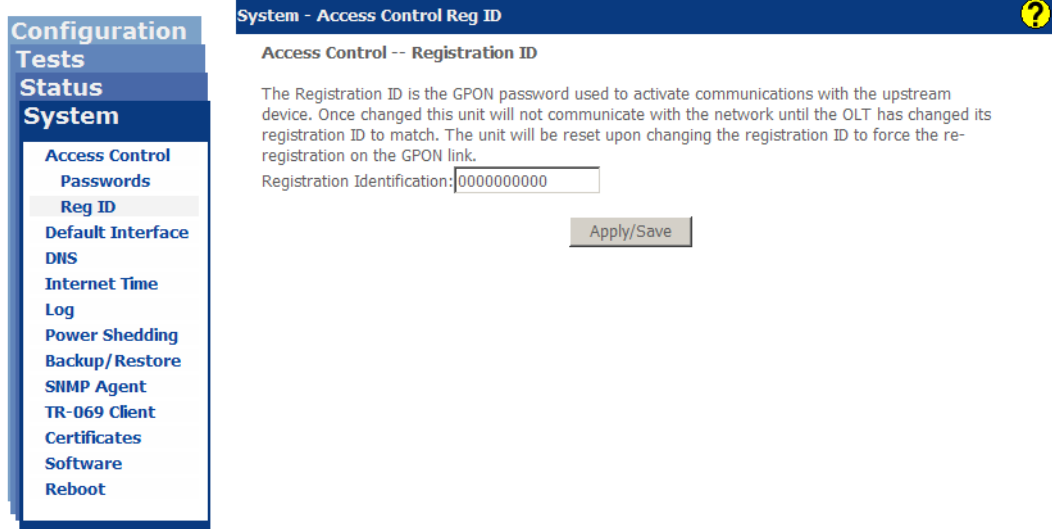 Configuration
Tests
Status
System
Access Control
Passwords
Reg ID
Default Interface
DNS
Internet Time
Log
Power Shedding
Backup/Restore
SNMP Agent
TR-069 Client
Certificates
Software
Reboot
System - Access Control Reg ID
?
Access Control -- Registration ID
The Registration ID is the GPON password used to activate communications with the upstream
device. Once changed this unit will not communicate with the network until the OLT has changed its
registration ID to match. The unit will be reset upon changing the registration ID to force the re-
registration on the GPON link.
Registration Identification: 0000000000
Apply/Save